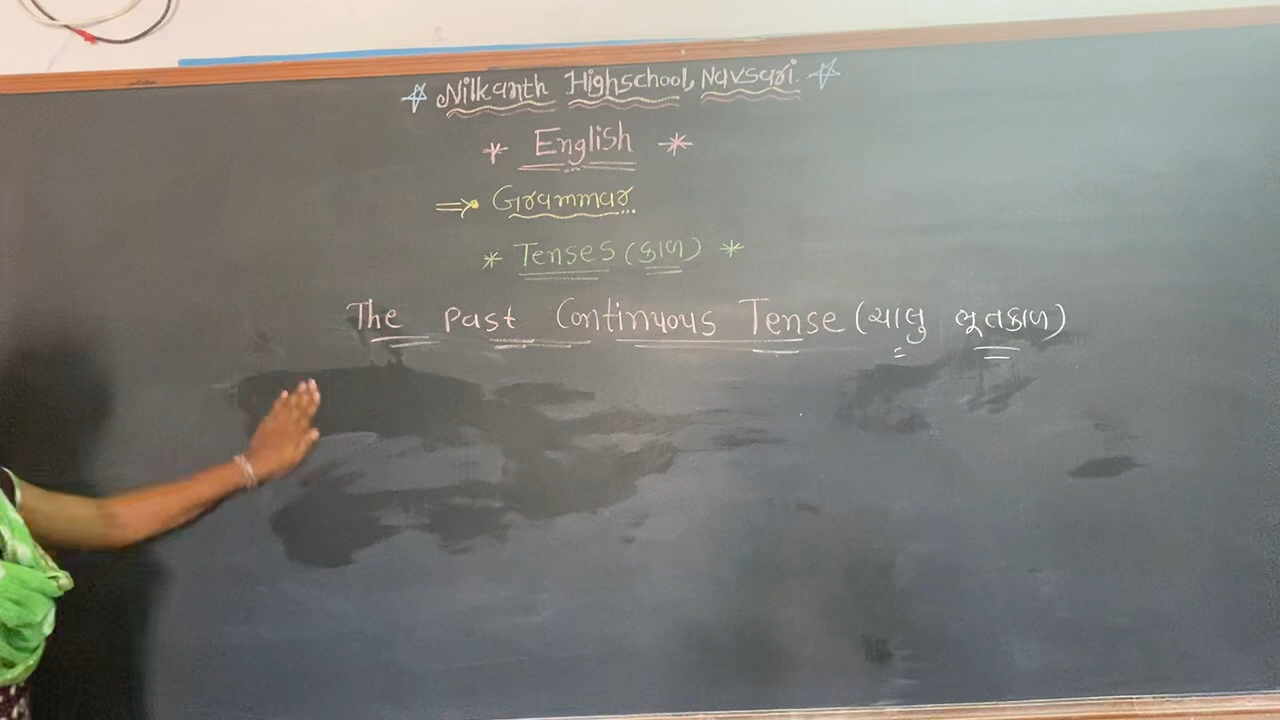 Nilkanth Highschool, Navsari.
* English *
⇒ Grammar
* Tenses (કાળ) *
The Past Continuous Tense (ચાલુ ભૂતકાળ)